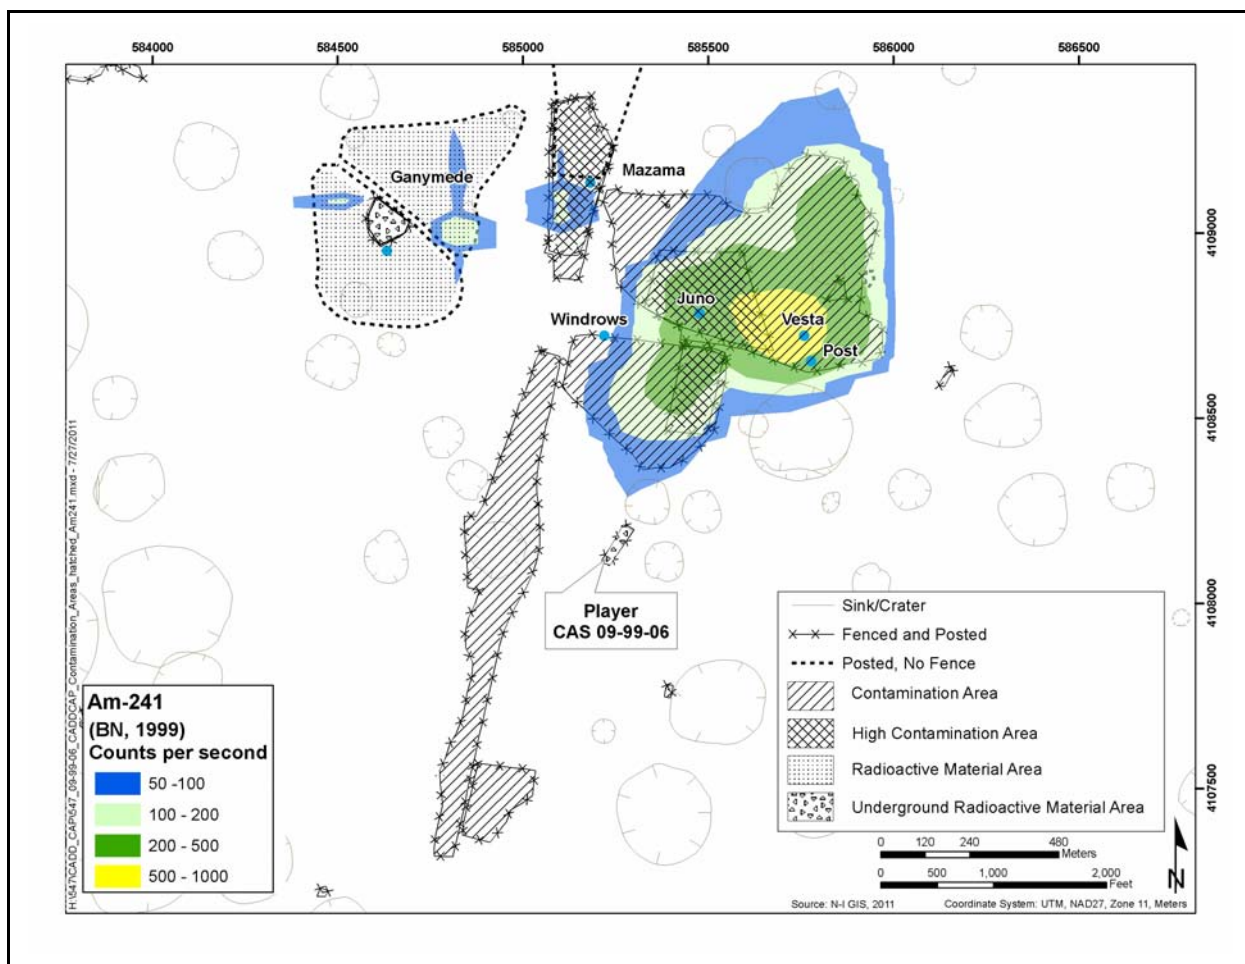 584000
584500
585000
585500
586000
586500
Mazama
Ganymede
4109000
Juno
Windrows
Vesta
Post
4108500
Player
CAS 09-99-06
4108000
Sink/Crater
Fenced and Posted
Posted, No Fence
Contamination Area
High Contamination Area
Radioactive Material Area
Underground Radioactive Material Area
4107500
Am-241
(BN, 1999)
Counts per second
50 -100
100 - 200
200 - 500
500 - 1000
0 120 240 480
Meters
0 500 1,000 2,000
Feet
N
Source: N-I GIS, 2011
Coordinate System: UTM, NAD27, Zone 11, Meters
H:\547\CADD_CAP\547_09-99-06_CADDCAP_Contamination_Areas_hatched_Am241.mxd - 7/27/2011